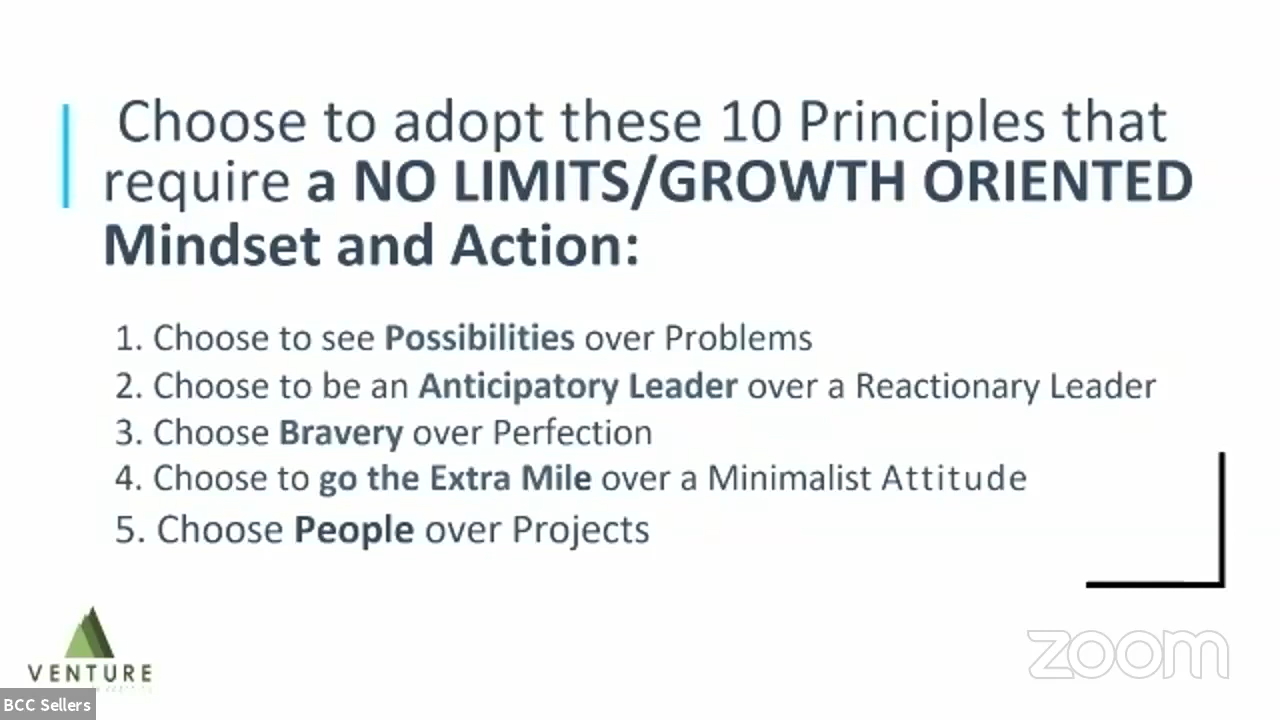 Choose to adopt these 10 Principles that
require a NO LIMITS/GROWTH ORIENTED
Mindset and Action:
1. Choose to see Possibilities over Problems
2. Choose to be an Anticipatory Leader over a Reactionary Leader
3. Choose Bravery over Perfection
4. Choose to go the Extra Mile over a Minimalist Attitude
5. Choose People over Projects
VENTURE
zoom
BCC Sellers